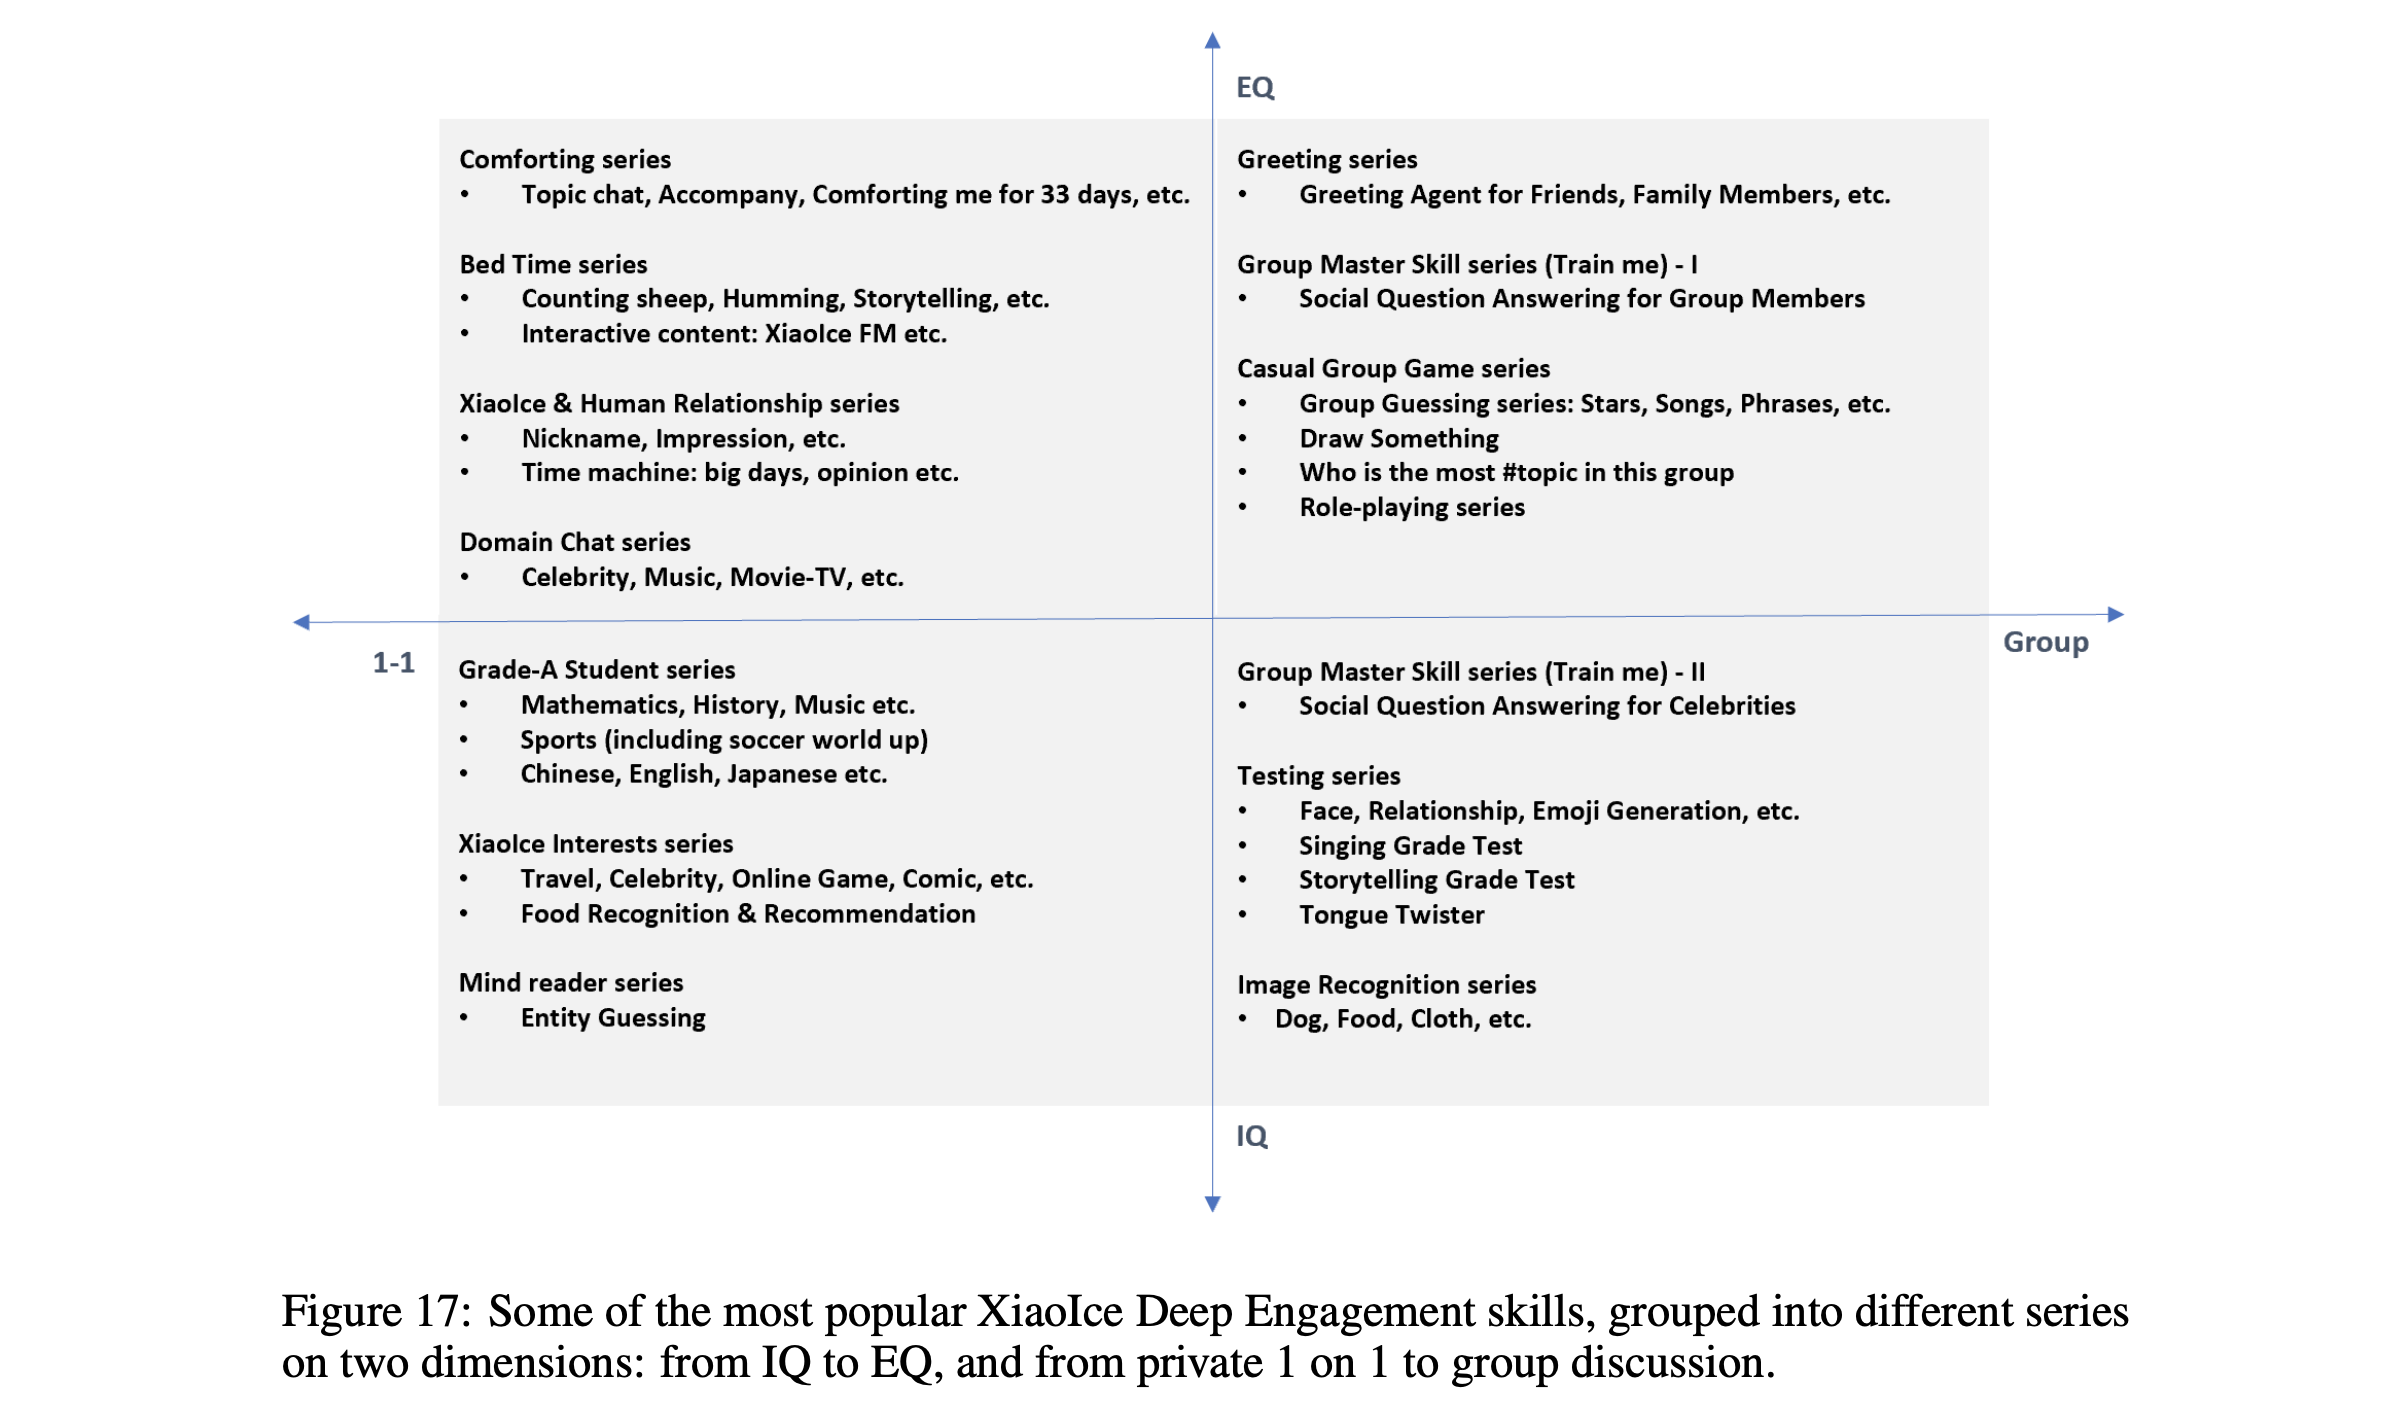 EQ
Comforting series
• Topic chat, Accompany, Comforting me for 33 days, etc.
Bed Time series
• Counting sheep, Humming, Storytelling, etc.
• Interactive content: XiaoIce FM etc.
XiaoIce & Human Relationship series
• Nickname, Impression, etc.
• Time machine: big days, opinion etc.
Domain Chat series
• Celebrity, Music, Movie-TV, etc.
Greeting series
• Greeting Agent for Friends, Family Members, etc.
Group Master Skill series (Train me) - I
• Social Question Answering for Group Members
Casual Group Game series
• Group Guessing series: Stars, Songs, Phrases, etc.
• Draw Something
• Who is the most #topic in this group
• Role-playing series
1-1
Group
Grade-A Student series
• Mathematics, History, Music etc.
• Sports (including soccer world up)
• Chinese, English, Japanese etc.
XiaoIce Interests series
• Travel, Celebrity, Online Game, Comic, etc.
• Food Recognition & Recommendation
Mind reader series
• Entity Guessing
Group Master Skill series (Train me) - II
• Social Question Answering for Celebrities
Testing series
• Face, Relationship, Emoji Generation, etc.
• Singing Grade Test
• Storytelling Grade Test
• Tongue Twister
Image Recognition series
• Dog, Food, Cloth, etc.
IQ
Figure 17: Some of the most popular XiaoIce Deep Engagement skills, grouped into different series
on two dimensions: from IQ to EQ, and from private 1 on 1 to group discussion.